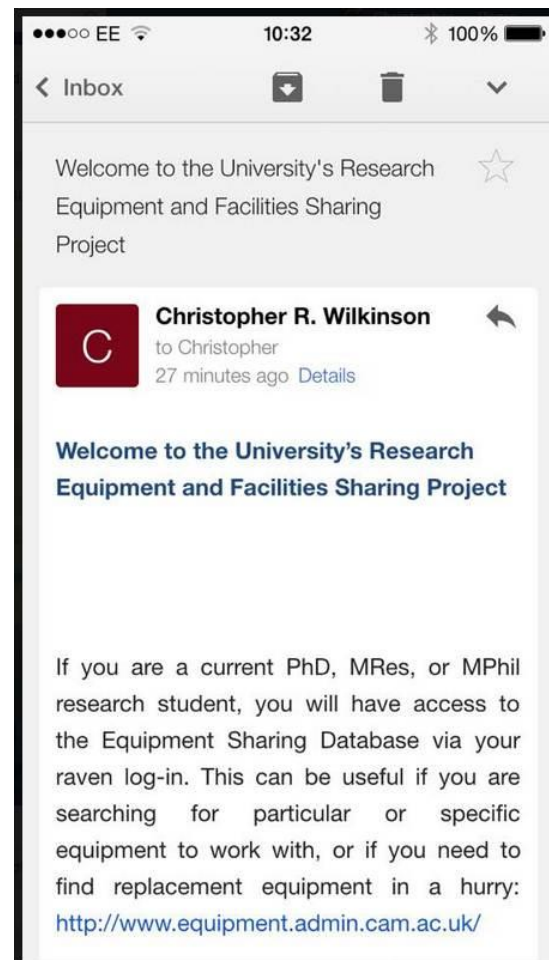 EE 10:32 100%
Inbox
Welcome to the University's Research
Equipment and Facilities Sharing
Project
C
Christopher R. Wilkinson
to Christopher
27 minutes ago Details
Welcome to the University’s Research
Equipment and Facilities Sharing Project
If you are a current PhD, MRes, or MPhil
research student, you will have access to
the Equipment Sharing Database via your
raven log-in. This can be useful if you are
searching for particular or specific
equipment to work with, or if you need to
find replacement equipment in a hurry:
http://www.equipment.admin.cam.ac.uk/